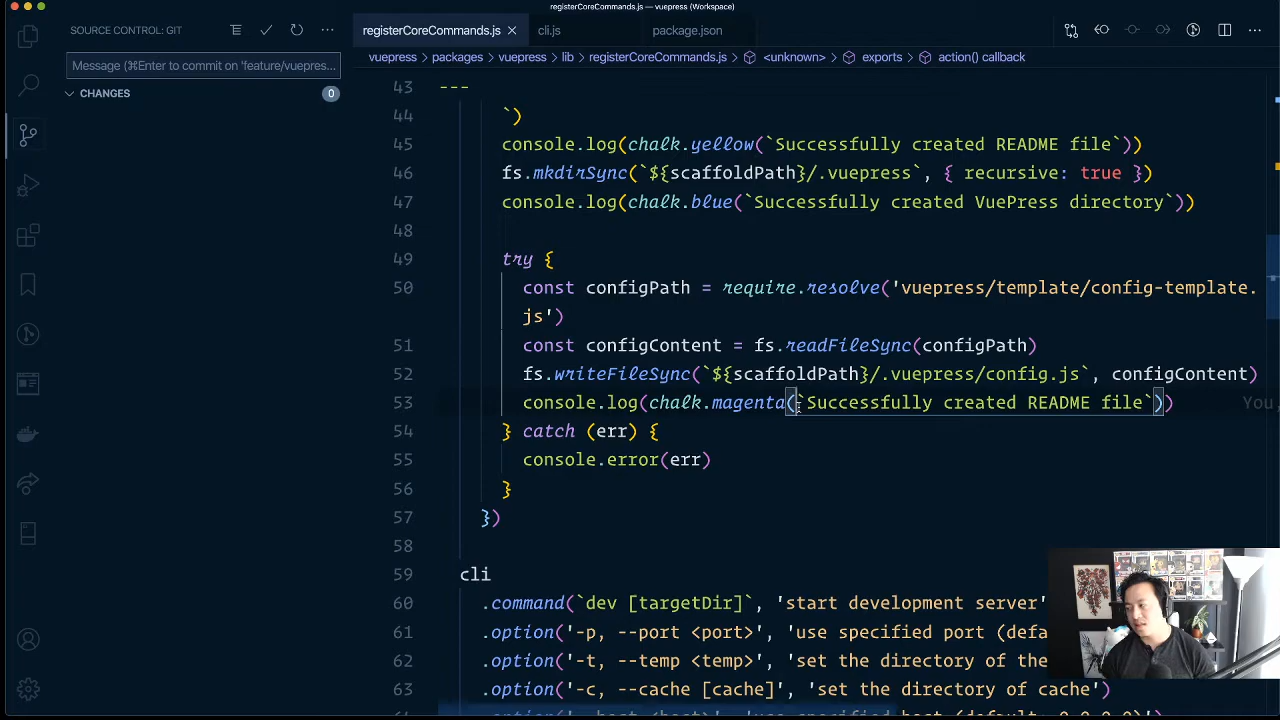 registerCoreCommands.js — vuepress (Workspace)
SOURCE CONTROL: GIT
registerCoreCommands.js
cli.js
package.json
Message (⌘Enter to commit on 'feature/vuepres...
CHANGES 0
vuepress > packages > vuepress > lib > registerCoreCommands.js > <unknown> > exports > action() callback
43 ---
44 `)
45 console.log(chalk.yellow(`Successfully created README file`))
46 fs.mkdirSync(`${scaffoldPath}/.vuepress`, { recursive: true })
47 console.log(chalk.blue(`Successfully created VuePress directory`))
48
49 try {
50 const configPath = require.resolve('vuepress/template/config-template.
js')
51 const configContent = fs.readFileSync(configPath)
52 fs.writeFileSync(`${scaffoldPath}/.vuepress/config.js`, configContent)
53 console.log(chalk.magenta(`Successfully created README file`)) You
54 } catch (err) {
55 console.error(err)
56 }
57 })
58
59 cli
60 .command(`dev [targetDir]`, 'start development server'
61 .option('-p, --port <port>', 'use specified port (defa
62 .option('-t, --temp <temp>', 'set the directory of the
63 .option('-c, --cache [cache]', 'set the directory of cache')